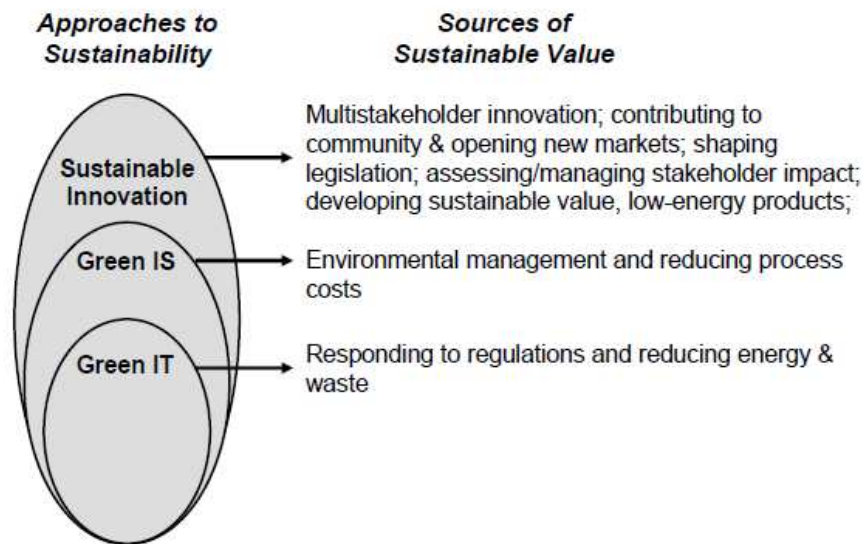 Approaches to
Sustainability
Sources of
Sustainable Value
Sustainable
Innovation
Multistakeholder innovation; contributing to
community & opening new markets; shaping
legislation; assessing/managing stakeholder impact;
developing sustainable value, low-energy products;
Green IS
Environmental management and reducing process
costs
Green IT
Responding to regulations and reducing energy &
waste